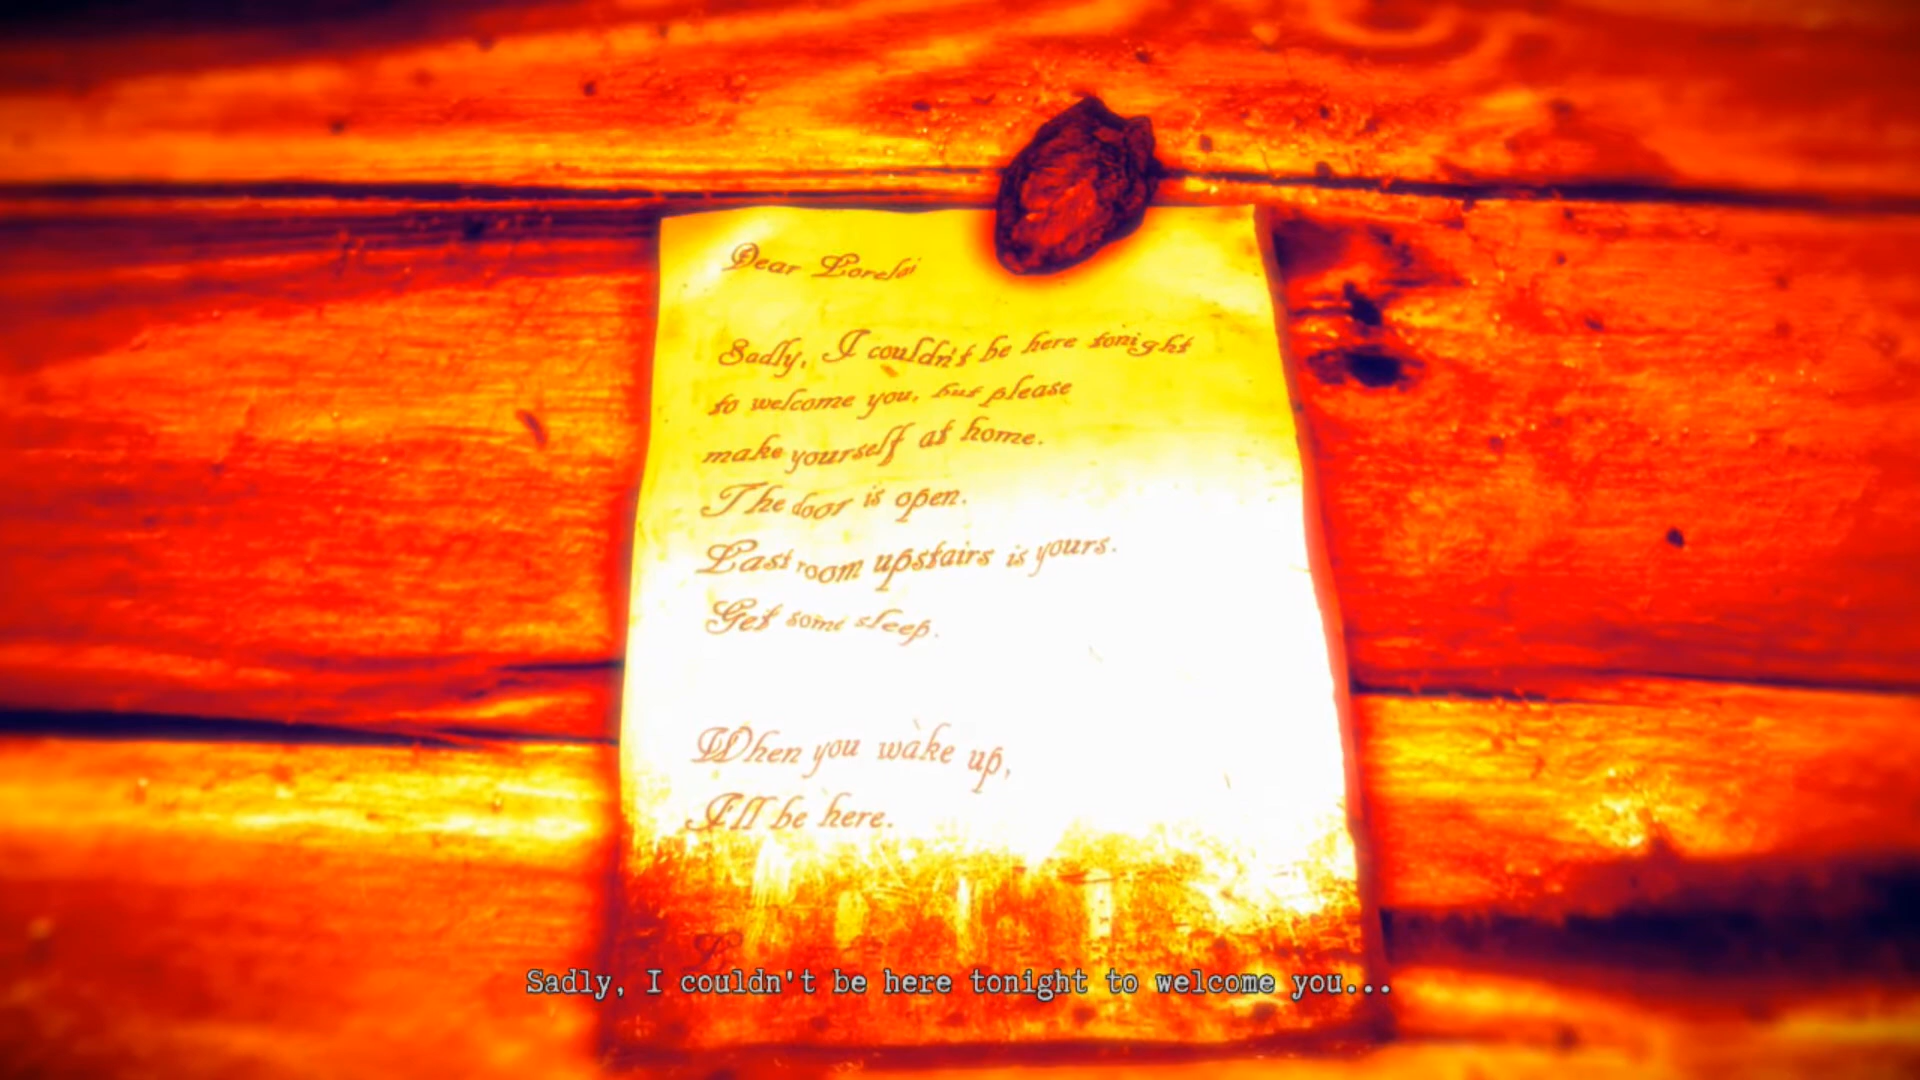 Dear Lorelai
Sadly, I couldn't be here tonight
to welcome you, but please
make yourself at home.
The door is open.
Last room upstairs is yours.
Get some sleep.
When you wake up,
I'll be here.
Sadly, I couldn't be here tonight to welcome you...